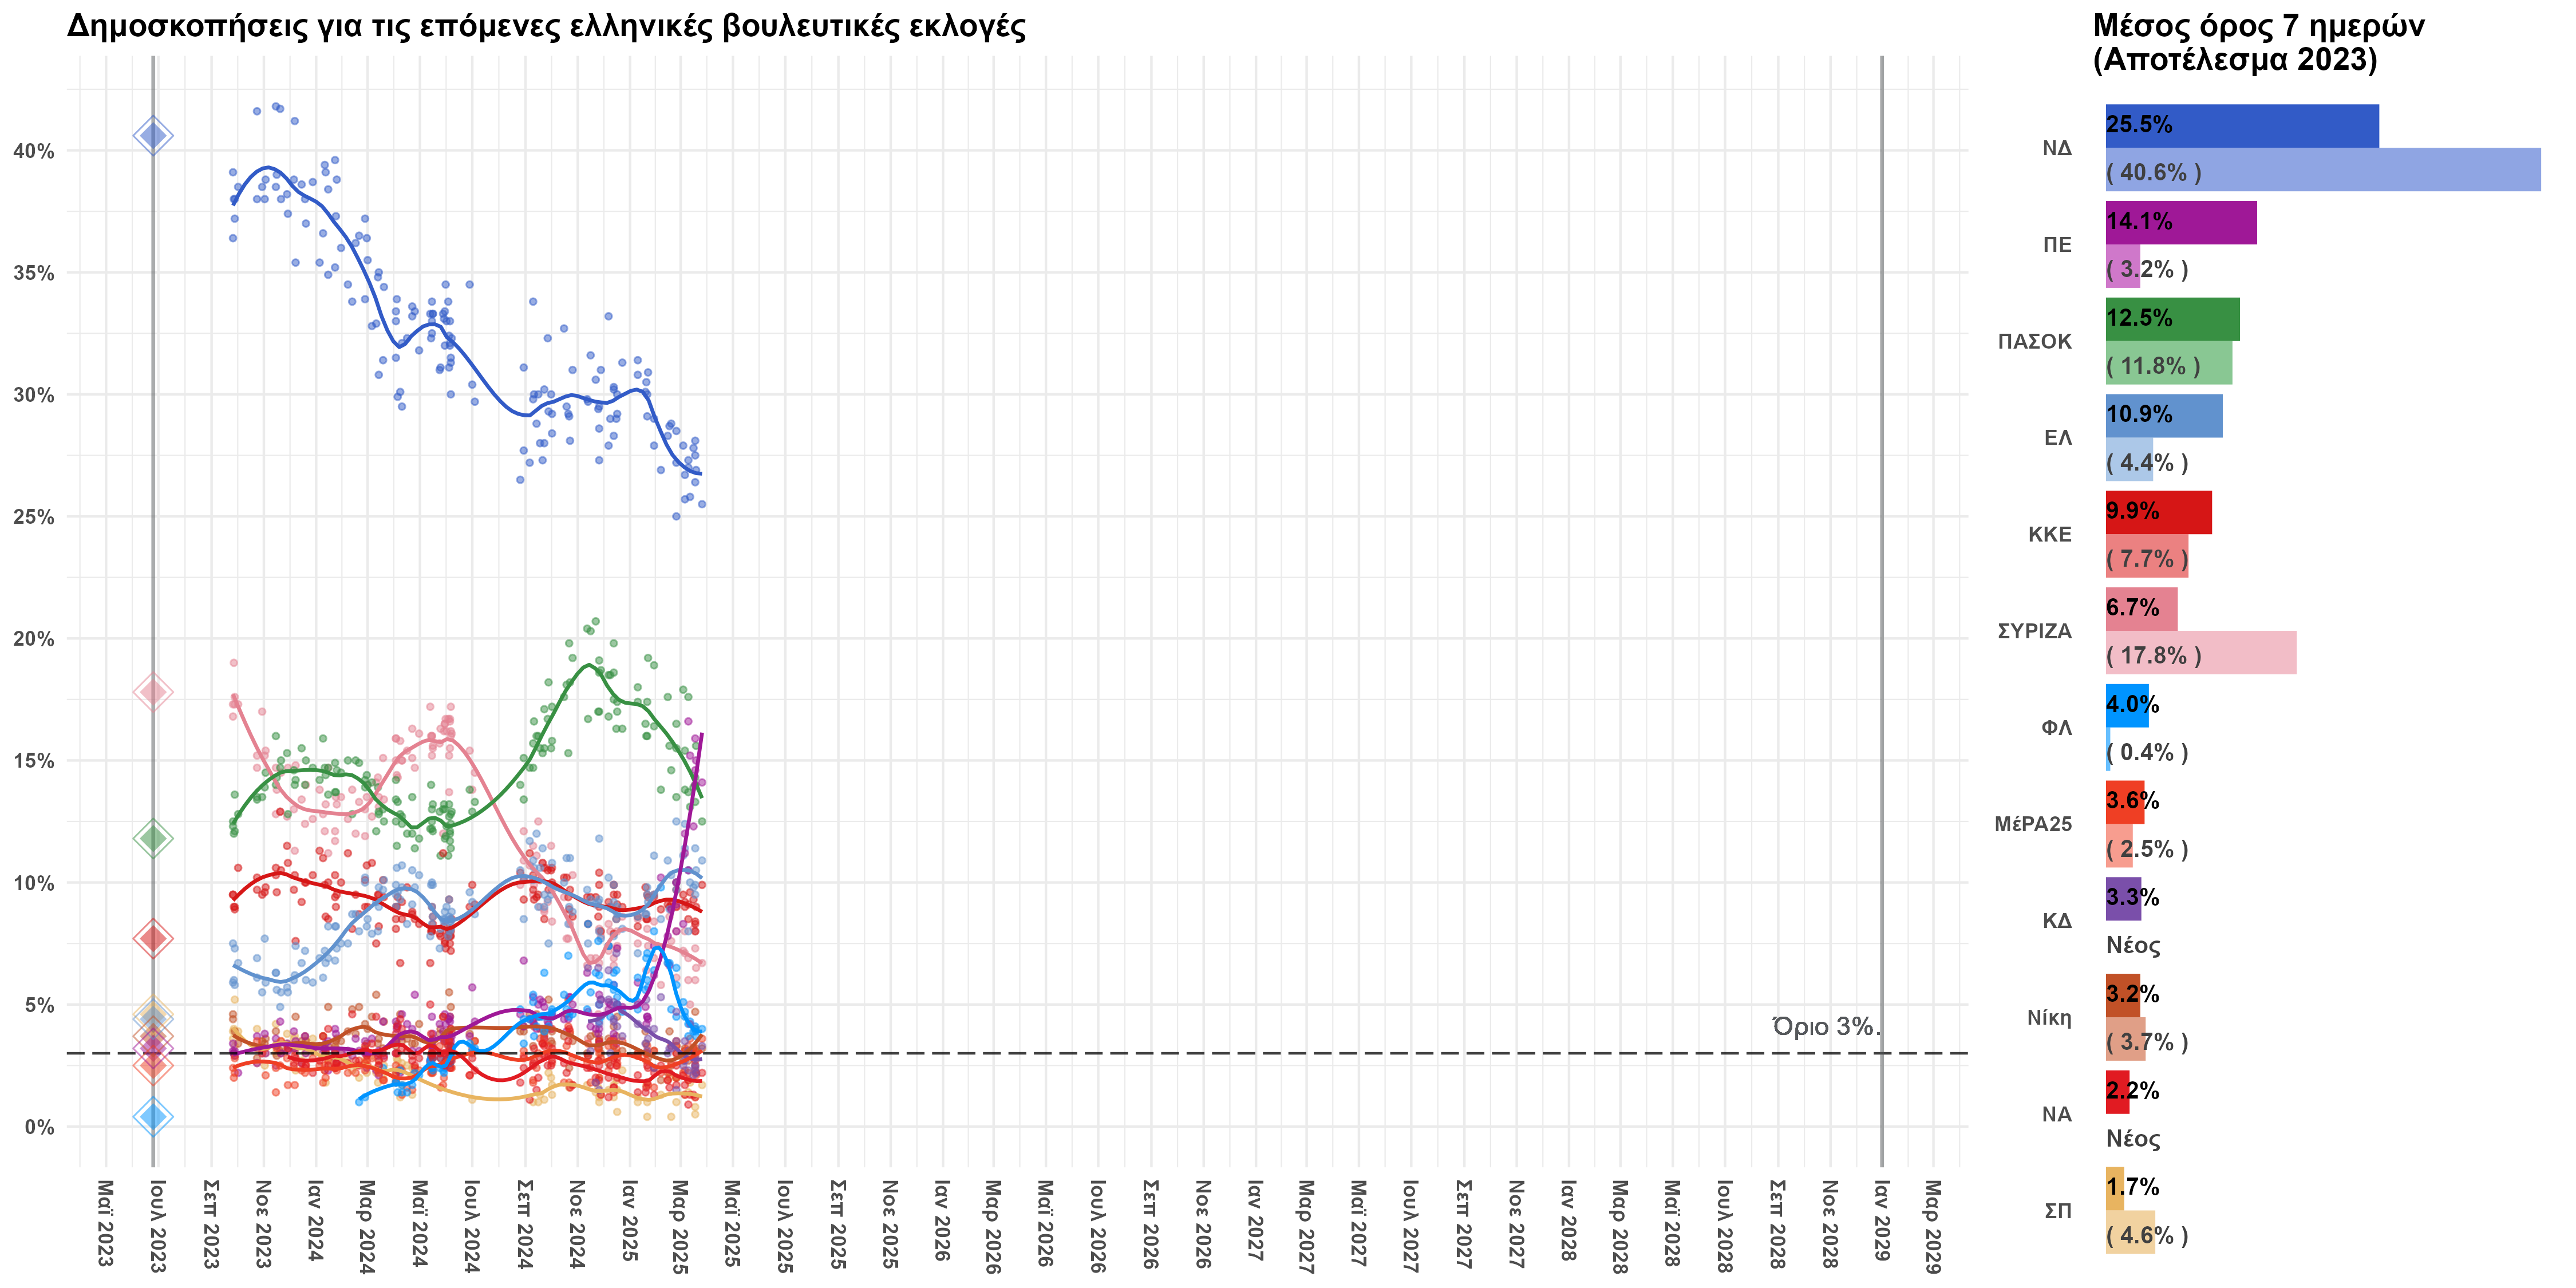 Δημοσκοπήσεις για τις επόμενες ελληνικές βουλευτικές εκλογές
40%
35%
30%
25%
20%
15%
10%
5%
0%
Όριο 3%.
Μαϊ 2023
Ιουλ 2023
Σεπ 2023
Νοε 2023
Ιαν 2024
Μαρ 2024
Μαϊ 2024
Ιουλ 2024
Σεπ 2024
Νοε 2024
Ιαν 2025
Μαρ 2025
Μαϊ 2025
Ιουλ 2025
Σεπ 2025
Νοε 2025
Ιαν 2026
Μαρ 2026
Μαϊ 2026
Ιουλ 2026
Σεπ 2026
Νοε 2026
Ιαν 2027
Μαρ 2027
Μαϊ 2027
Ιουλ 2027
Σεπ 2027
Νοε 2027
Ιαν 2028
Μαρ 2028
Μαϊ 2028
Ιουλ 2028
Σεπ 2028
Νοε 2028
Ιαν 2029
Μαρ 2029
Μέσος όρος 7 ημερών
(Αποτέλεσμα 2023)
ΝΔ
25.5%
( 40.6% )
ΠΕ
14.1%
( 3.2% )
ΠΑΣΟΚ
12.5%
( 11.8% )
ΕΛ
10.9%
( 4.4% )
ΚΚΕ
9.9%
( 7.7% )
ΣΥΡΙΖΑ
6.7%
( 17.8% )
ΦΛ
4.0%
( 0.4% )
ΜέΡΑ25
3.6%
( 2.5% )
ΚΔ
3.3%
Νέος
Νίκη
3.2%
( 3.7% )
ΝΑ
2.2%
Νέος
ΣΠ
1.7%
( 4.6% )